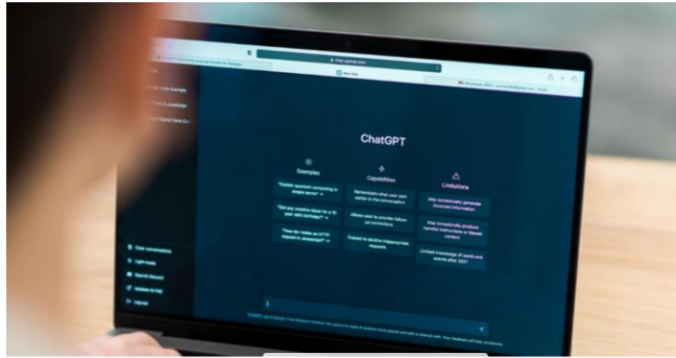 chat.openai.com
New chat
ChatGPT
Examples
Capabilities
Limitations
"Explain quantum computing in
simple terms" →
"Got any creative ideas for a 10
year old's birthday?" →
"How do I make an HTTP
request in Javascript?" →
Remembers what user said
earlier in the conversation
Allows user to provide follow-
up corrections
Trained to decline inappropriate
requests
May occasionally generate
incorrect information
May occasionally produce
harmful instructions or biased
content
Limited knowledge of world and
events after 2021
Clear conversations
Light mode
OpenAI Discord
Updates & FAQ
Log out